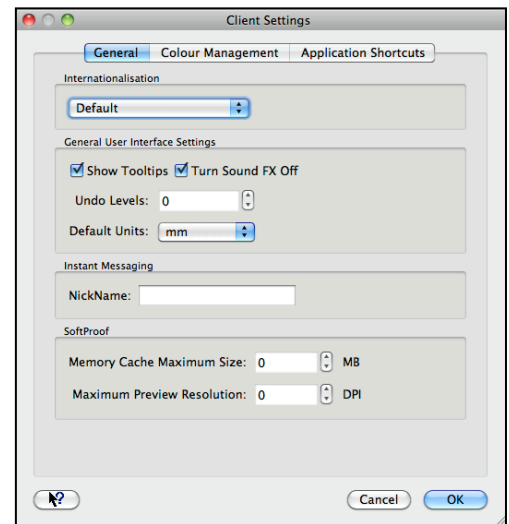 Client Settings
General Colour Management Application Shortcuts
Internationalisation
Default
General User Interface Settings
Show Tooltips Turn Sound FX Off
Undo Levels: 0
Default Units: mm
Instant Messaging
NickName:
SoftProof
Memory Cache Maximum Size: 0 MB
Maximum Preview Resolution: 0 DPI
? Cancel OK